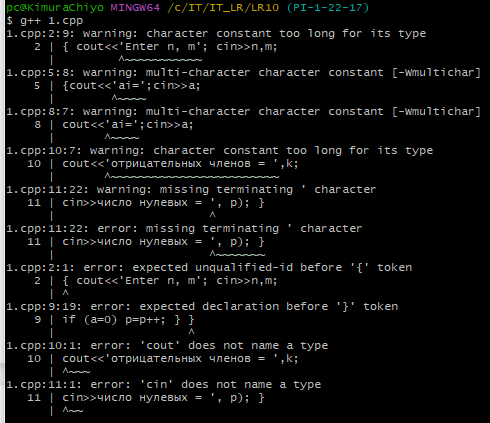 pc@KimuraChiyo MINGW64 /c/IT/IT_LR/LR10 (PI-1-22-17)
$ g++ 1.cpp
1.cpp:2:9: warning: character constant too long for its type
    2 | { cout<<'Enter n, m'; cin>>n,m;
      |         ^~~~~~~~~~~~
1.cpp:5:8: warning: multi-character character constant [-Wmultichar]
    5 | {cout<<'ai=';cin>>a;
      |        ^~~~~
1.cpp:8:7: warning: multi-character character constant [-Wmultichar]
    8 | cout<<'ai=';cin>>a;
      |       ^~~~~
1.cpp:10:7: warning: character constant too long for its type
   10 | cout<<'отрицательных членов = ',k;
      |       ^~~~~~~~~~~~~~~~~~~~~~~~~~~
1.cpp:11:22: warning: missing terminating ' character
   11 | cin>>число нулевых = ', p); }
      |                      ^
1.cpp:11:22: error: missing terminating ' character
   11 | cin>>число нулевых = ', p); }
      |                      ^~~~~~~~
1.cpp:2:1: error: expected unqualified-id before '{' token
    2 | { cout<<'Enter n, m'; cin>>n,m;
      | ^
1.cpp:9:19: error: expected declaration before '}' token
    9 | if (a=0) p=p++; } }
      |                   ^
1.cpp:10:1: error: 'cout' does not name a type
   10 | cout<<'отрицательных членов = ',k;
      | ^~~~
1.cpp:11:1: error: 'cin' does not name a type
   11 | cin>>число нулевых = ', p); }
      | ^~~